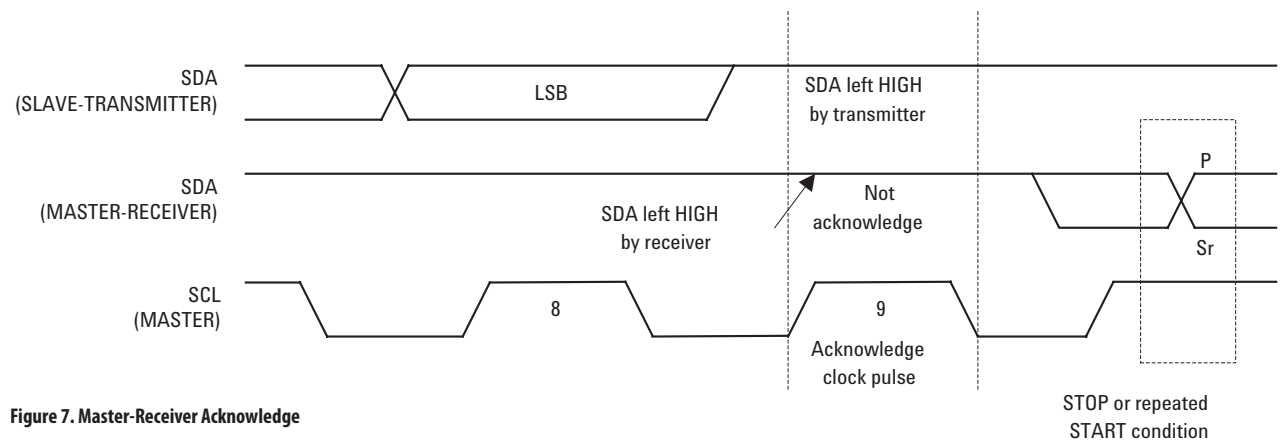 SDA
(SLAVE-TRANSMITTER)
LSB
SDA left HIGH
by transmitter
SDA
(MASTER-RECEIVER)
SDA left HIGH
by receiver
Not
acknowledge
P
Sr
SCL
(MASTER)
8
9
Acknowledge
clock pulse
STOP or repeated
START condition
Figure 7. Master-Receiver Acknowledge